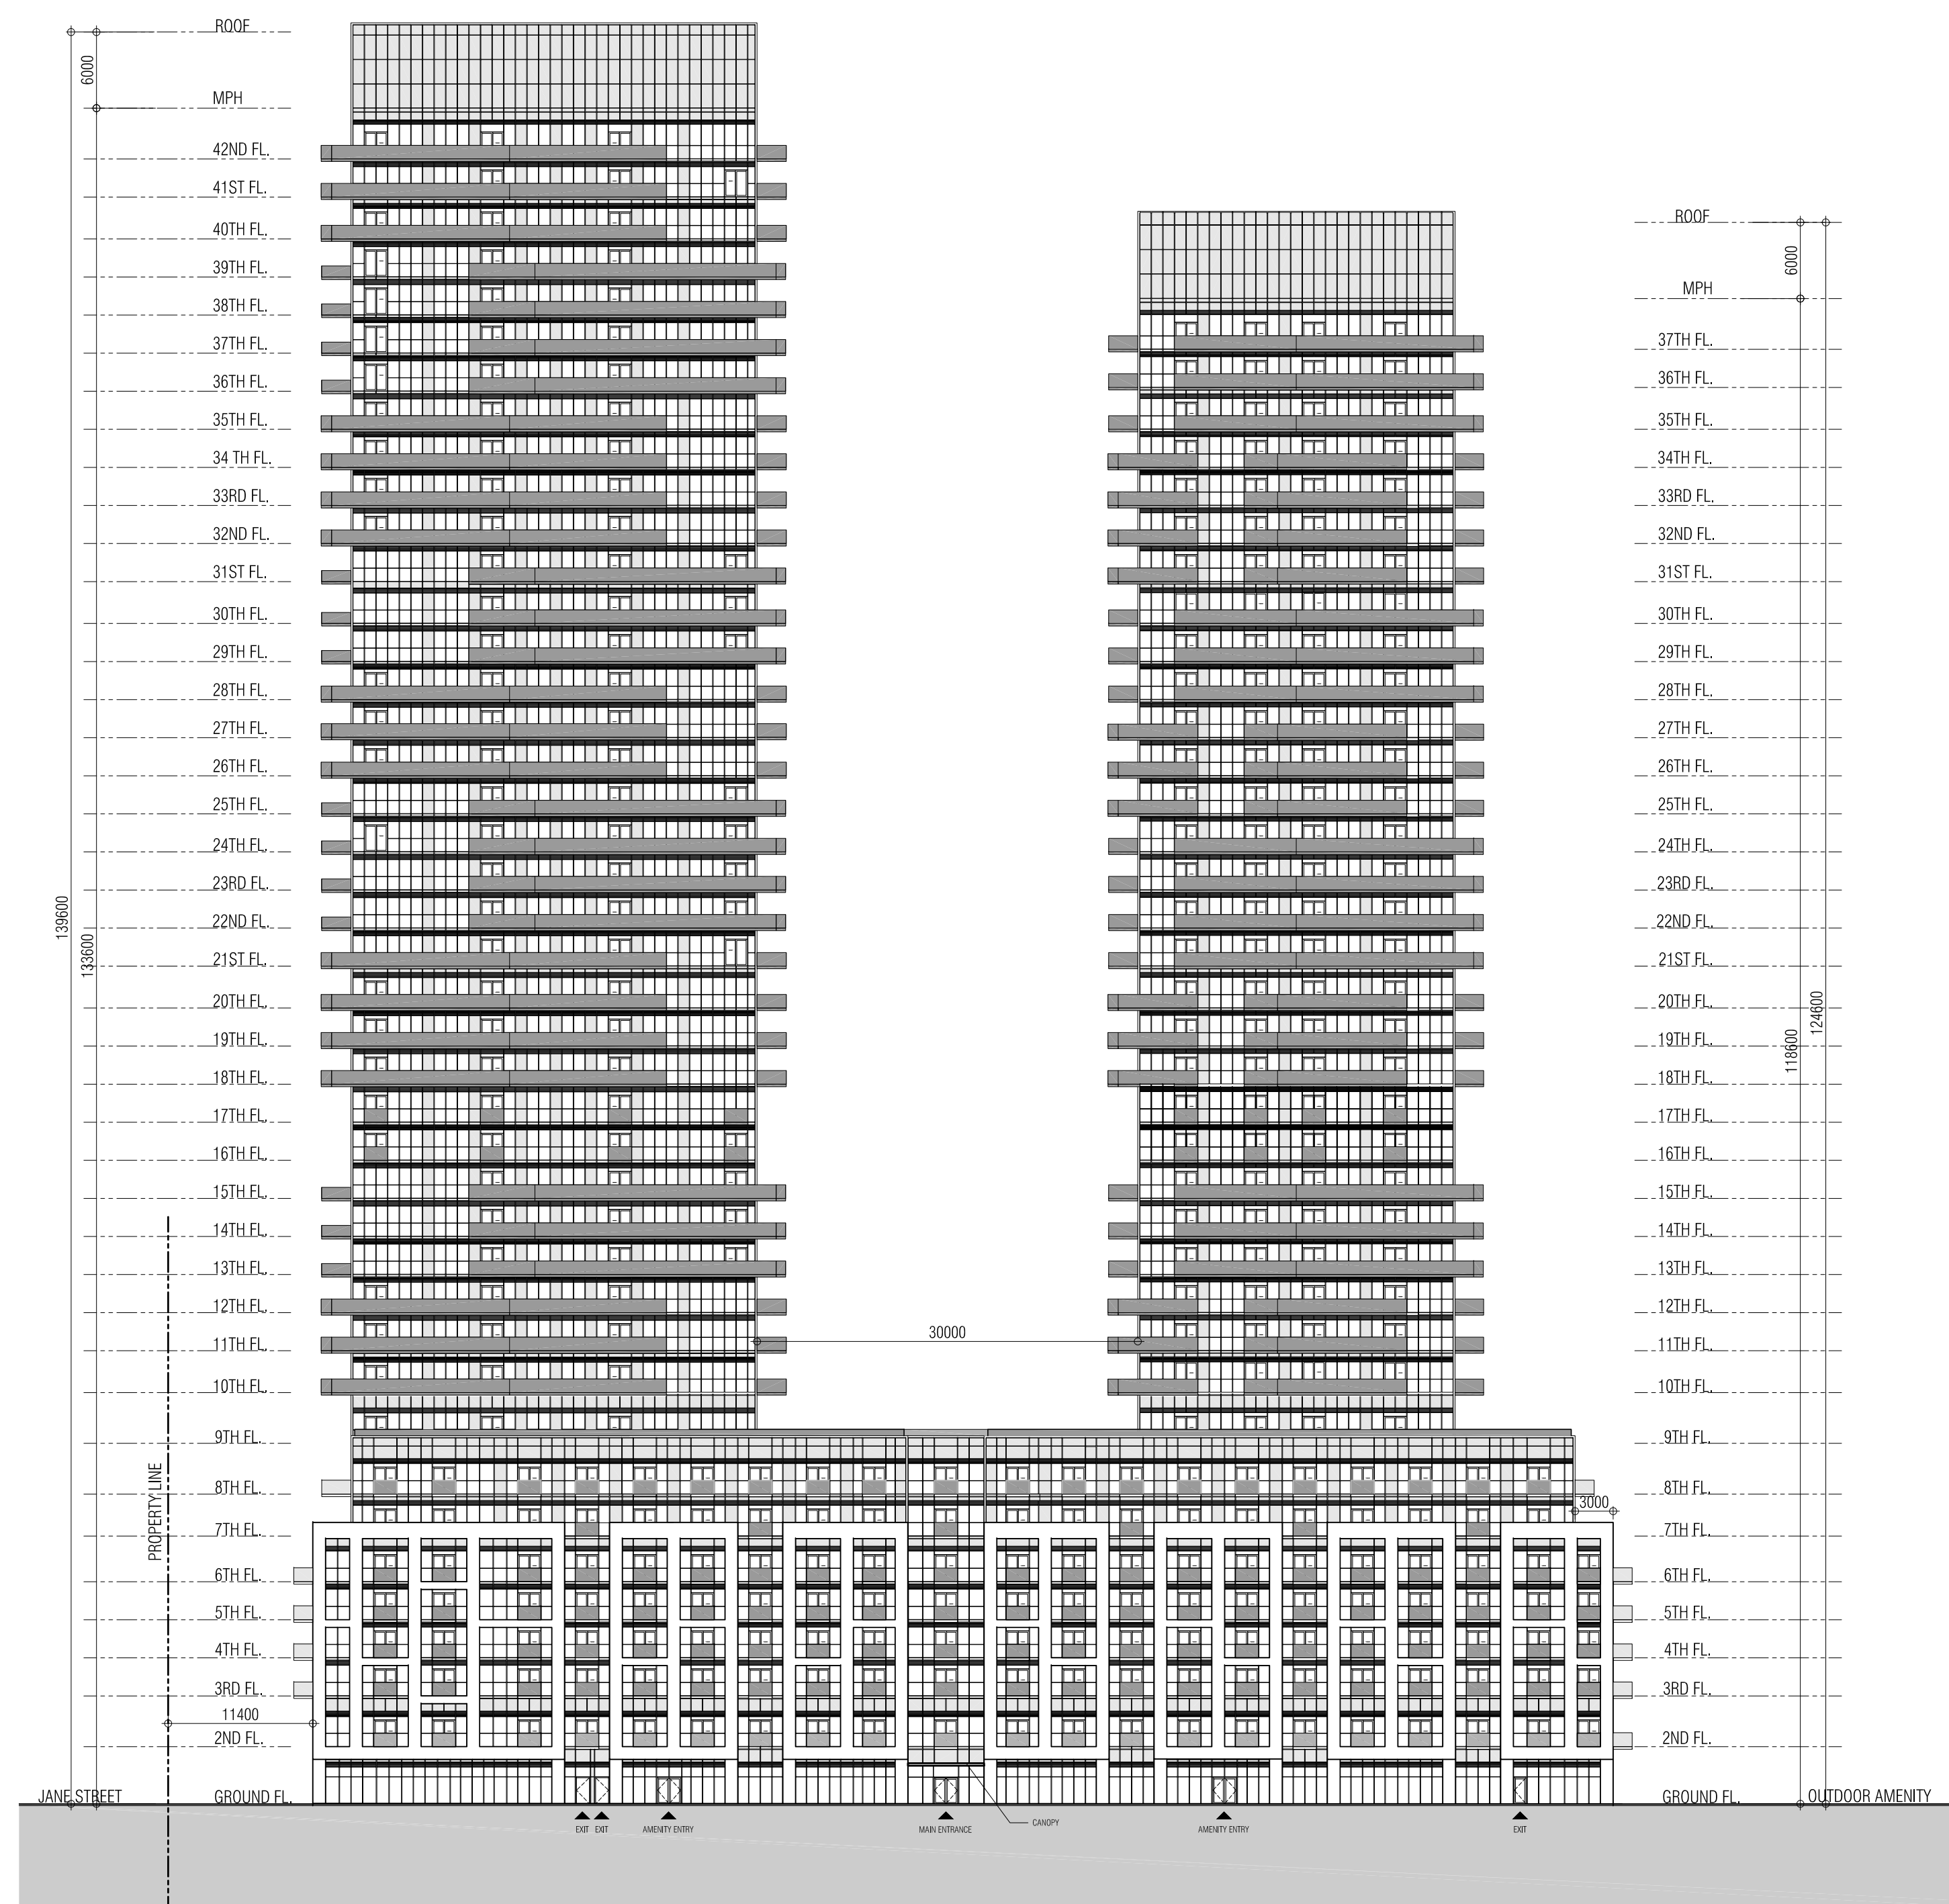 ROOF
6000
MPH
42ND FL.
41ST FL.
40TH FL.
39TH FL.
38TH FL.
37TH FL.
36TH FL.
35TH FL.
34 TH FL.
33RD FL.
32ND FL.
31ST FL.
30TH FL.
29TH FL.
28TH FL.
27TH FL.
26TH FL.
25TH FL.
24TH FL.
23RD FL.
22ND FL.
21ST FL.
20TH FL.
19TH FL.
18TH FL.
17TH FL.
16TH FL.
15TH FL.
14TH FL.
13TH FL.
12TH FL.
11TH FL.
10TH FL.
9TH FL.
8TH FL.
7TH FL.
6TH FL.
5TH FL.
4TH FL.
3RD FL.
11400
2ND FL.
JANE STREET
GROUND FL.
139600
133600
PROPERTY LINE
30000
ROOF
6000
MPH
37TH FL.
36TH FL.
35TH FL.
34TH FL.
33RD FL.
32ND FL.
31ST FL.
30TH FL.
29TH FL.
28TH FL.
27TH FL.
26TH FL.
25TH FL.
24TH FL.
23RD FL.
22ND FL.
21ST FL.
20TH FL.
19TH FL.
18TH FL.
17TH FL.
16TH FL.
15TH FL.
14TH FL.
13TH FL.
12TH FL.
11TH FL.
10TH FL.
9TH FL.
8TH FL.
3000
7TH FL.
6TH FL.
5TH FL.
4TH FL.
3RD FL.
2ND FL.
GROUND FL.
OUTDOOR AMENITY
118600
124600
EXIT
EXIT
AMENITY ENTRY
MAIN ENTRANCE
CANOPY
AMENITY ENTRY
EXIT